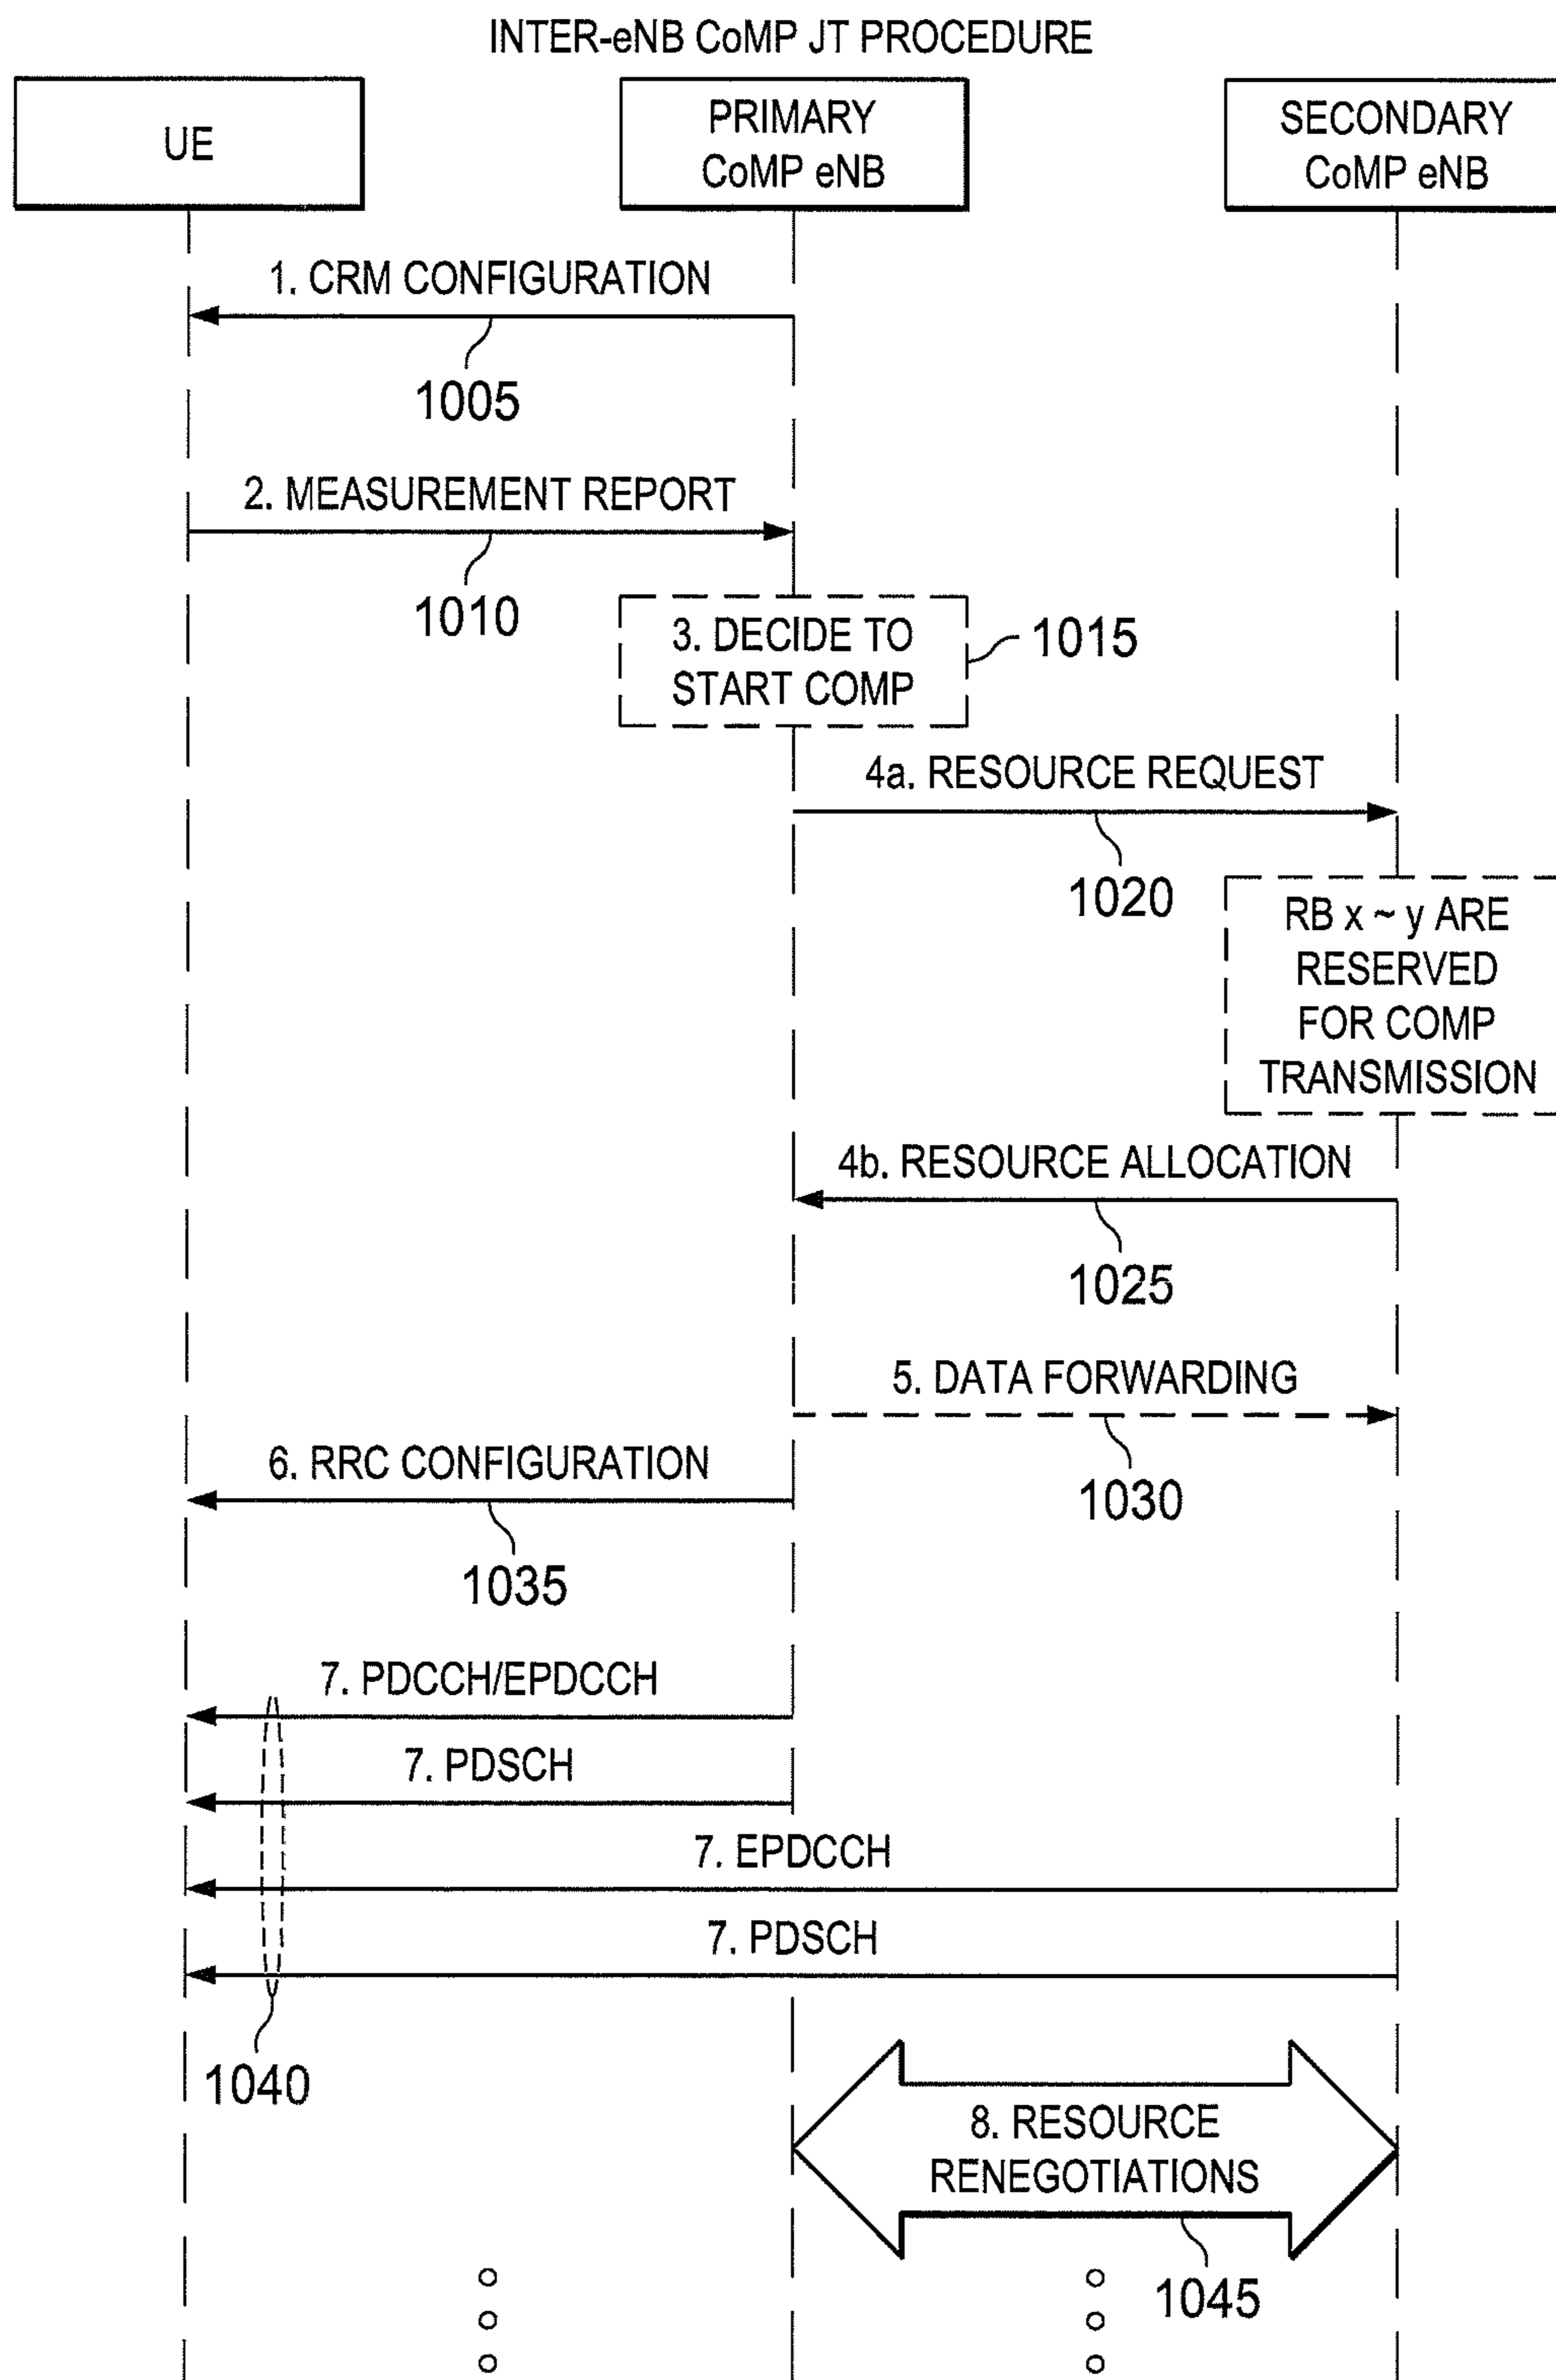 INTER-eNB CoMP JT PROCEDURE
UE
PRIMARY
CoMP eNB
SECONDARY
CoMP eNB
1. CRM CONFIGURATION
1005
2. MEASUREMENT REPORT
1010
3. DECIDE TO
START COMP
1015
4a. RESOURCE REQUEST
1020
RB x ~ y ARE
RESERVED
FOR COMP
TRANSMISSION
4b. RESOURCE ALLOCATION
1025
5. DATA FORWARDING
1030
6. RRC CONFIGURATION
1035
7. PDCCH/EPDCCH
7. PDSCH
7. EPDCCH
7. PDSCH
1040
8. RESOURCE
RENEGOTIATIONS
1045